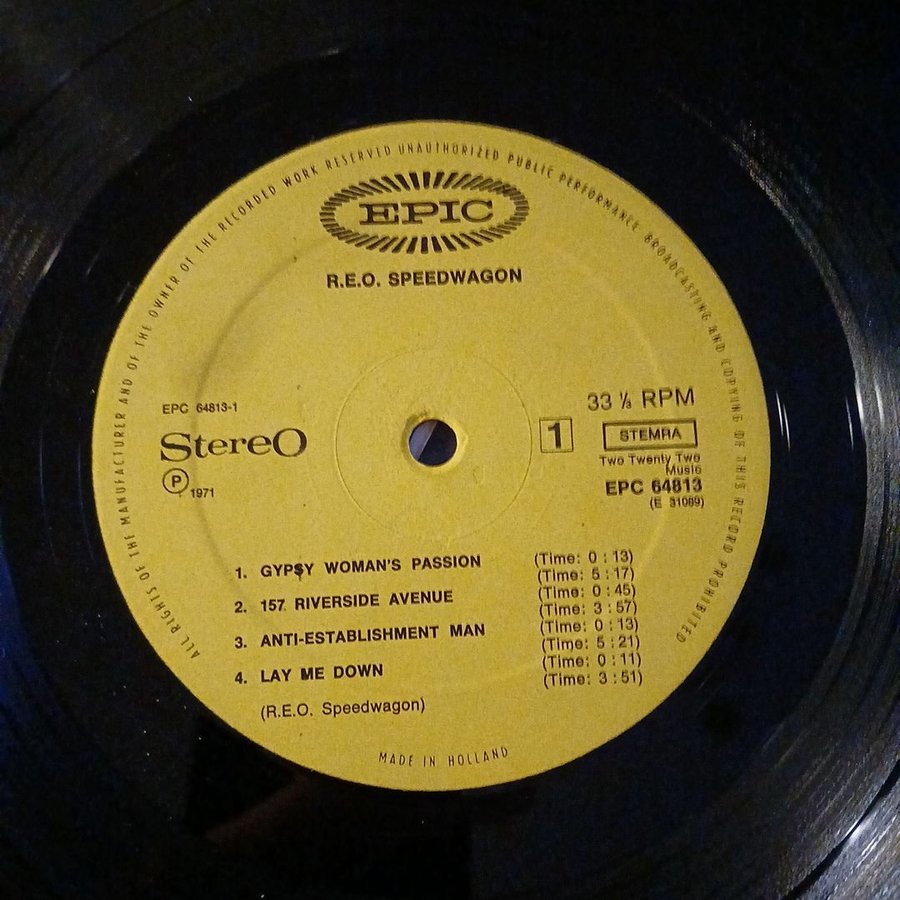 ALL RIGHTS OF THE MANUFACTURER AND OF THE OWNER OF THE RECORDED WORK RESERVED UNAUTHORIZED PUBLIC PERFORMANCE BROADCASTING AND COPYING OF THIS RECORD PROHIBITED
EPIC
R.E.O. SPEEDWAGON
EPC 64813-1
Stereo
P 1971
33 ⅓ RPM
1
STEMRA
Two Twenty Two
Music
EPC 64813
(E 31089)
1. GYPSY WOMAN'S PASSION (Time: 0 : 13)
(Time: 5 : 17)
2. 157 RIVERSIDE AVENUE (Time: 0 : 45)
(Time: 3 : 57)
3. ANTI-ESTABLISHMENT MAN (Time: 0 : 13)
(Time: 5 : 21)
4. LAY ME DOWN (Time: 0 : 11)
(Time: 3 : 51)
(R.E.O. Speedwagon)
MADE IN HOLLAND